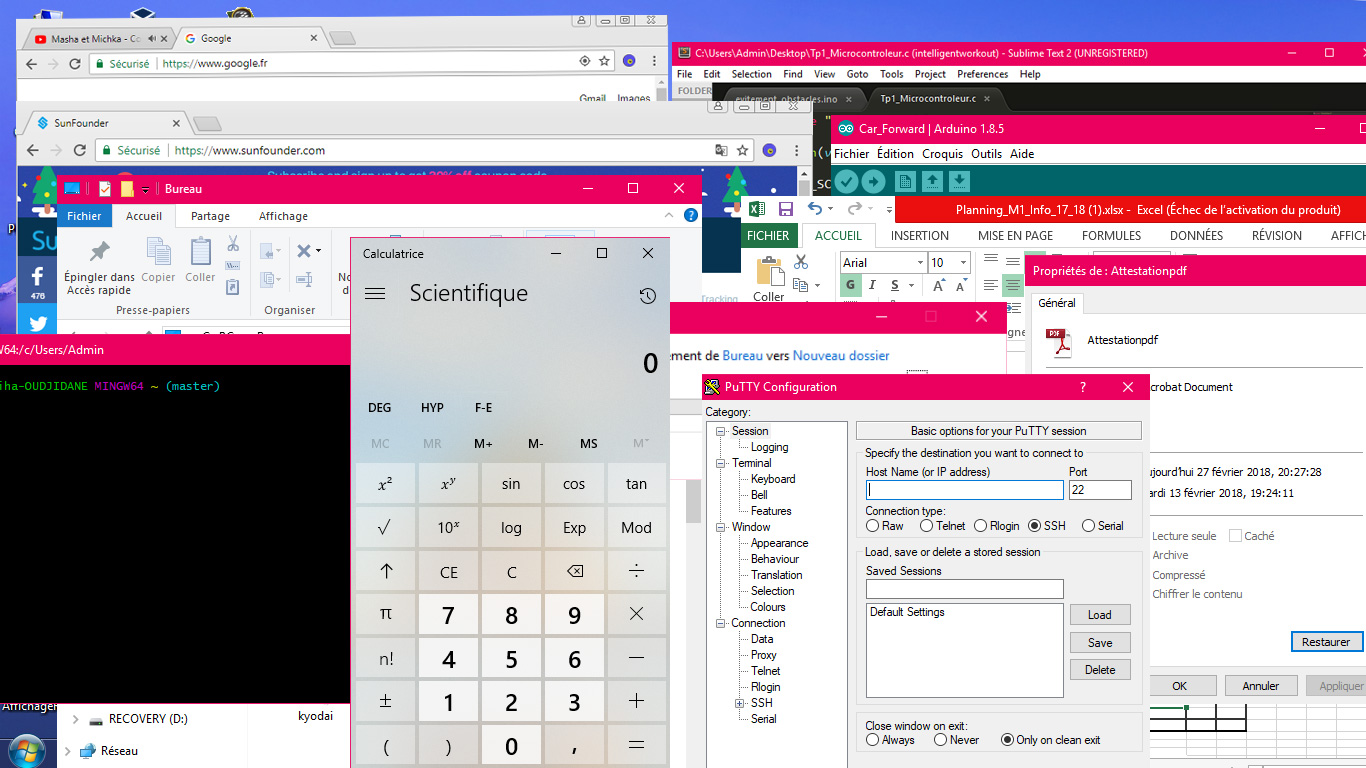 Masha et Michka - Co
Google
Sécurisé | https://www.google.fr
Gmail Images
SunFounder
Sécurisé | https://www.sunfounder.com
Subscribe and sign up to get 20% off coupon code
476
Bureau
Fichier Accueil Partage Affichage
Épingler dans
Accès rapide
Copier
Coller
Presse-papiers
Organiser
W64:/c/Users/Admin
iha-OUDJIDANE MINGW64 ~ (master)
RECOVERY (D:)
Réseau
kyodai
Calculatrice
Scientifique
0
DEG HYP F-E
MC MR M+ M- MS M˅
x² xʸ sin cos tan
√ 10ˣ log Exp Mod
↑ CE C ⌫ ÷
π 7 8 9 ×
n! 4 5 6 −
± 1 2 3 +
( ) 0 , =
C:\Users\Admin\Desktop\Tp1_Microcontroleur.c (intelligentworkout) - Sublime Text 2 (UNREGISTERED)
File Edit Selection Find View Goto Tools Project Preferences Help
FOLDER
evitement_obstacles.ino
Tp1_Microcontroleur.c
Car_Forward | Arduino 1.8.5
Fichier Édition Croquis Outils Aide
Planning_M1_Info_17_18 (1).xlsx - Excel (Échec de l'activation du produit)
FICHIER ACCUEIL INSERTION MISE EN PAGE FORMULES DONNÉES RÉVISION AFFICH
Coller
Arial 10
G I S
Tracking
ement de Bureau vers Nouveau dossier
Propriétés de : Attestationpdf
Général
PDF
Attestationpdf
crobat Document
ujourd'hui 27 février 2018, 20:27:28
ardi 13 février 2018, 19:24:11
Lecture seule
Caché
Archive
Compressé
Chiffrer le contenu
Restaurer
OK Annuler Appliquer
PuTTY Configuration
?
Category:
Session
Logging
Terminal
Keyboard
Bell
Features
Window
Appearance
Behaviour
Translation
Selection
Colours
Connection
Data
Proxy
Telnet
Rlogin
SSH
Serial
Basic options for your PuTTY session
Specify the destination you want to connect to
Host Name (or IP address) Port
22
Connection type:
Raw Telnet Rlogin SSH Serial
Load, save or delete a stored session
Saved Sessions
Default Settings
Load
Save
Delete
Close window on exit:
Always Never Only on clean exit